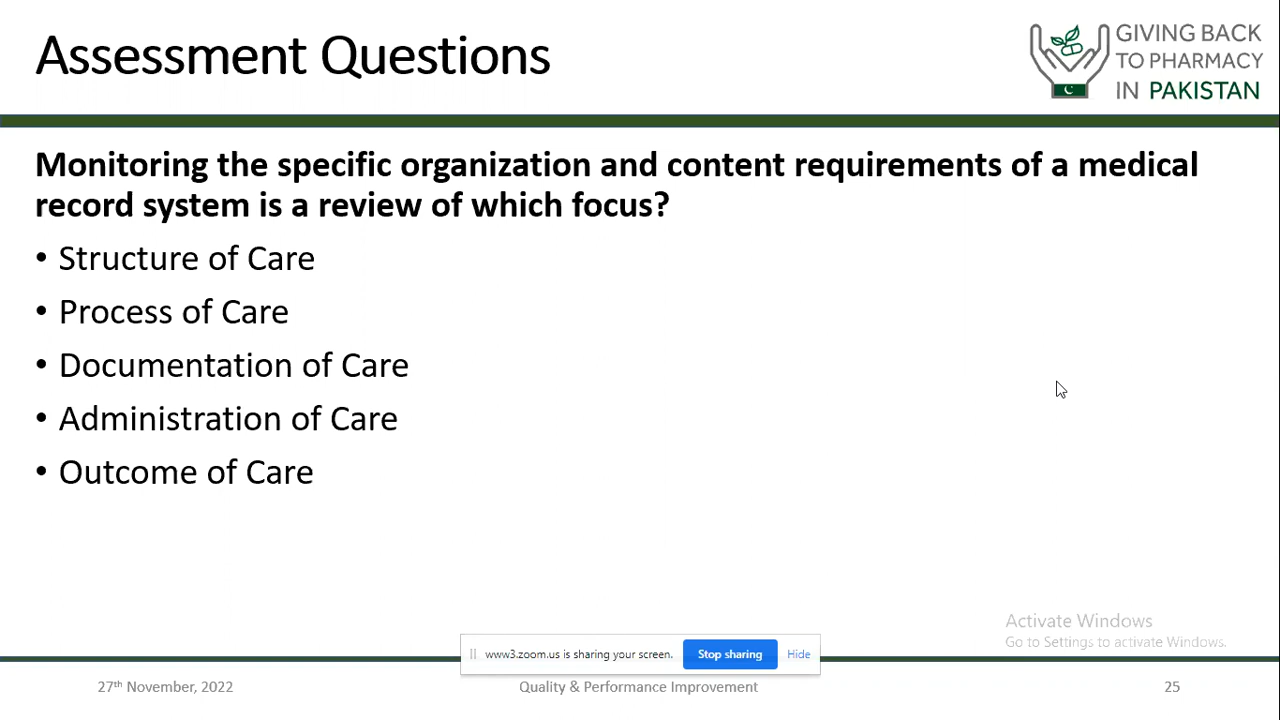 Assessment Questions
GIVING BACK
TO PHARMACY
IN PAKISTAN
Monitoring the specific organization and content requirements of a medical
record system is a review of which focus?
• Structure of Care
• Process of Care
• Documentation of Care
• Administration of Care
• Outcome of Care
Activate Windows
Go to Settings to activate Windows.
www3.zoom.us is sharing your screen. Stop sharing Hide
27th November, 2022 Quality & Performance Improvement 25